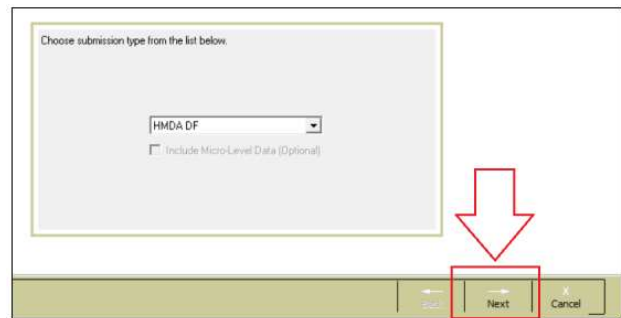 Choose submission type from the list below.
HMDA DF
Include Micro-Level Data (Optional)
Back
Next
X
Cancel